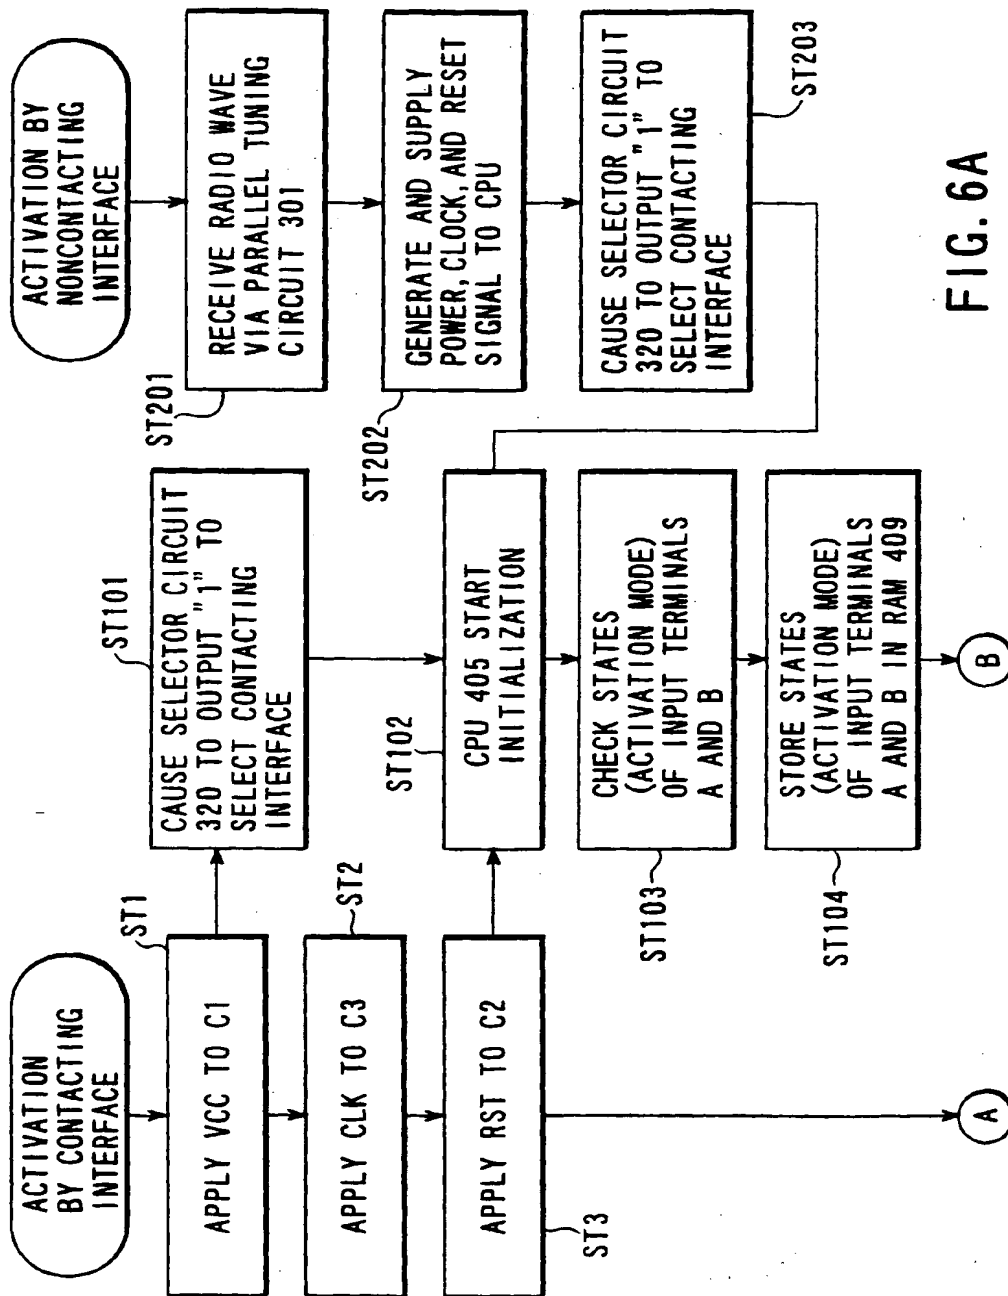 ACTIVATION
BY CONTACTING
INTERFACE
ST1
APPLY VCC TO C1
ST2
APPLY CLK TO C3
APPLY RST TO C2
ST3
A
ST101
CAUSE SELECTOR CIRCUIT
320 TO OUTPUT "1" TO
SELECT CONTACTING
INTERFACE
ST102
CPU 405 START
INITIALIZATION
CHECK STATES
(ACTIVATION MODE)
OF INPUT TERMINALS
A AND B
ST103
STORE STATES
(ACTIVATION MODE)
OF INPUT TERMINALS
A AND B IN RAM 409
ST104
B
ACTIVATION BY
NONCONTACTING
INTERFACE
ST201
RECEIVE RADIO WAVE
VIA PARALLEL TUNING
CIRCUIT 301
ST202
GENERATE AND SUPPLY
POWER, CLOCK, AND RESET
SIGNAL TO CPU
CAUSE SELECTOR CIRCUIT
320 TO OUTPUT "1" TO
SELECT CONTACTING
INTERFACE
ST203
FIG. 6A